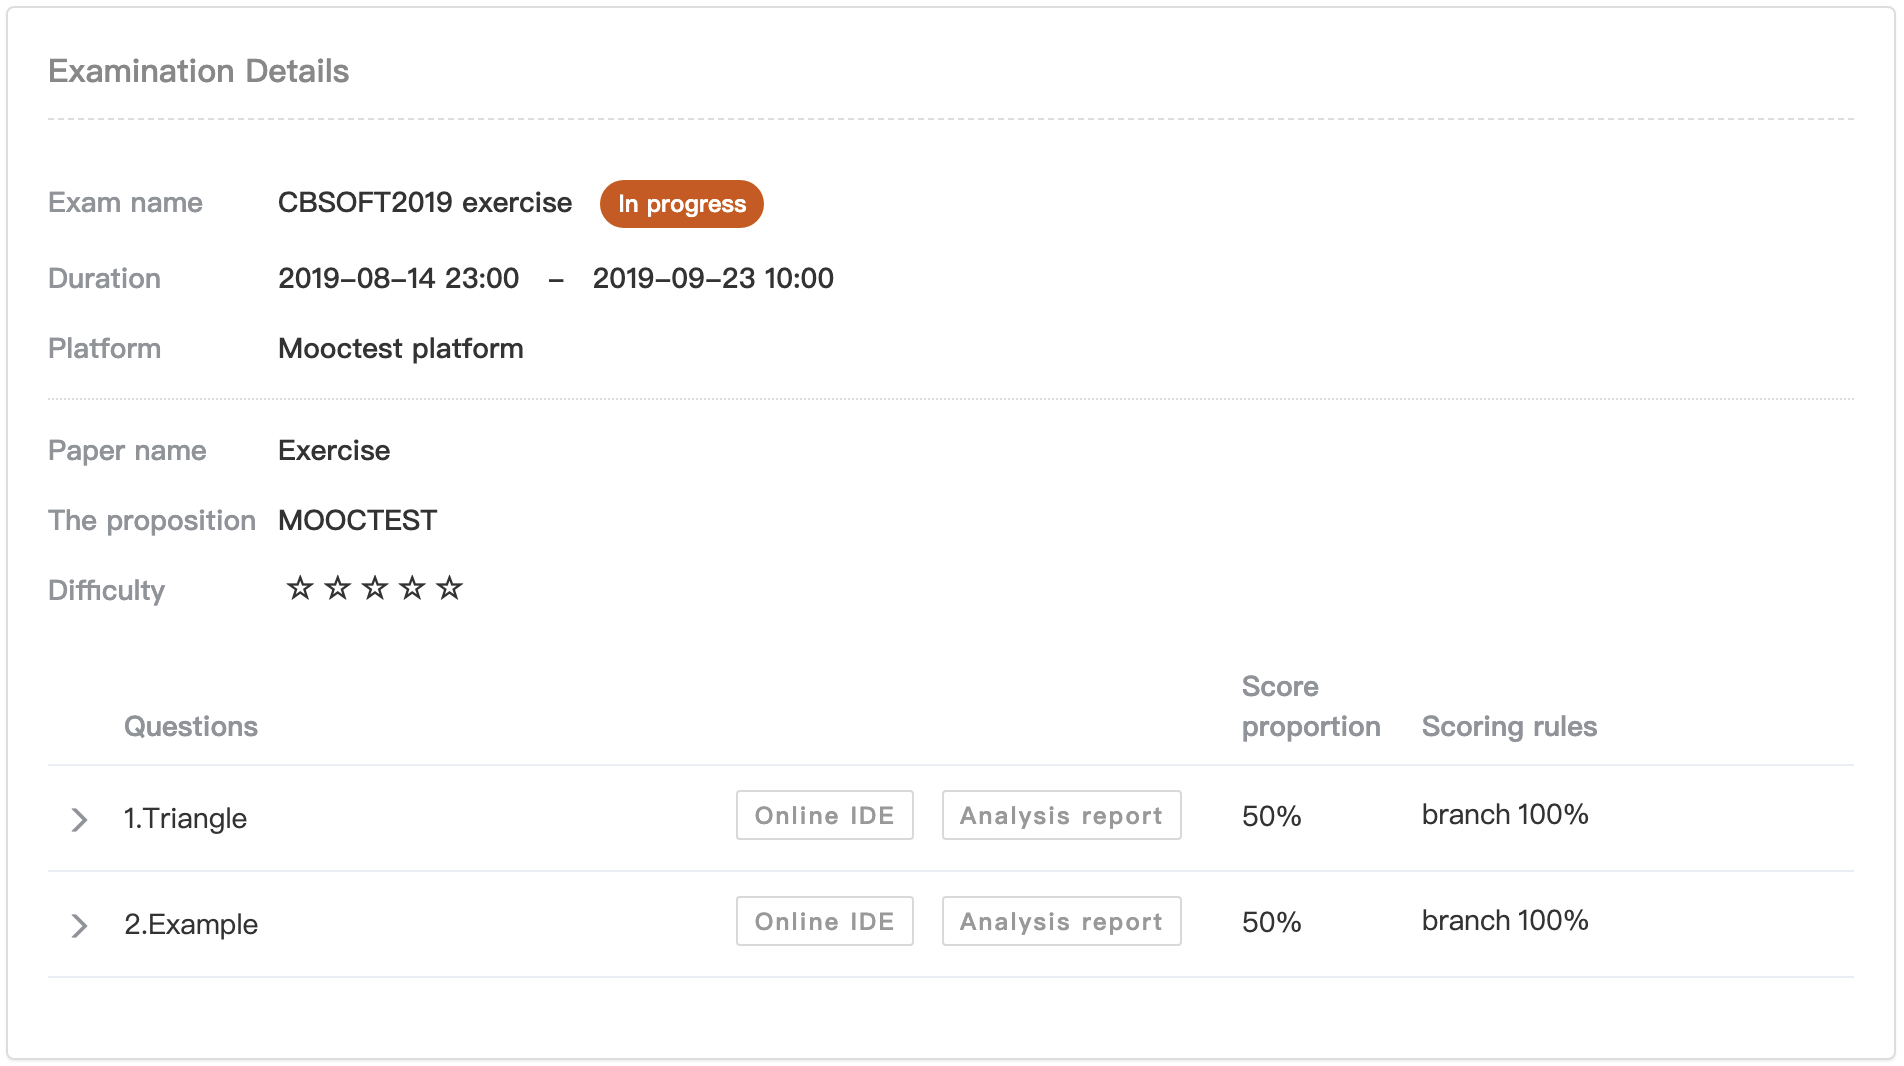 Examination Details
Exam name CBSOFT2019 exercise In progress
Duration 2019-08-14 23:00 – 2019-09-23 10:00
Platform Mooctest platform
Paper name Exercise
The proposition MOOCTEST
Difficulty ☆ ☆ ☆ ☆ ☆
Score
Questions proportion Scoring rules
1.Triangle Online IDE Analysis report 50% branch 100%
2.Example Online IDE Analysis report 50% branch 100%